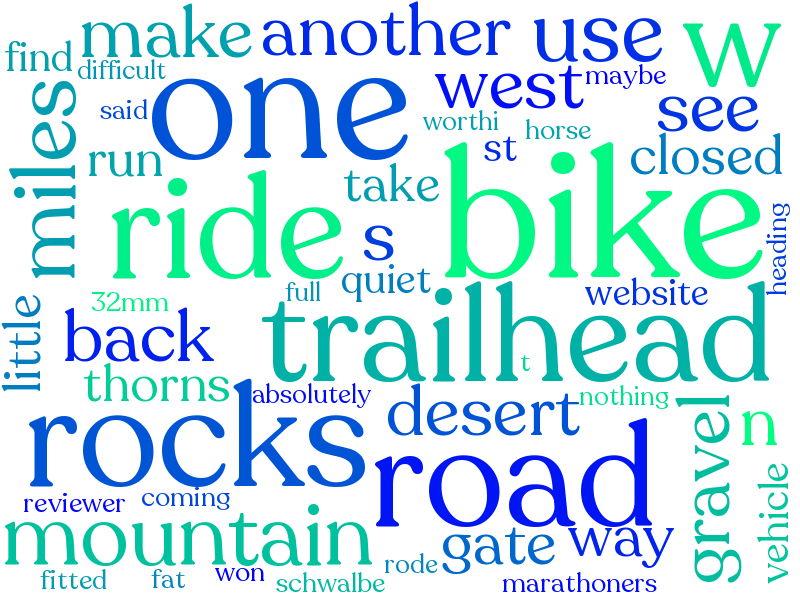 find
make
another
use
w
difficult
said
one
west
maybe
see
worthi
horse
st
closed
miles
run
take
ride
bike
s
heading
quiet
full
website
little
32mm
back
trailhead
t
thorns
absolutely
nothing
rocks
desert
gravel
n
road
reviewer
coming
mountain
gate
way
vehicle
fitted
fat
won
schwalbe
rode
marathoners